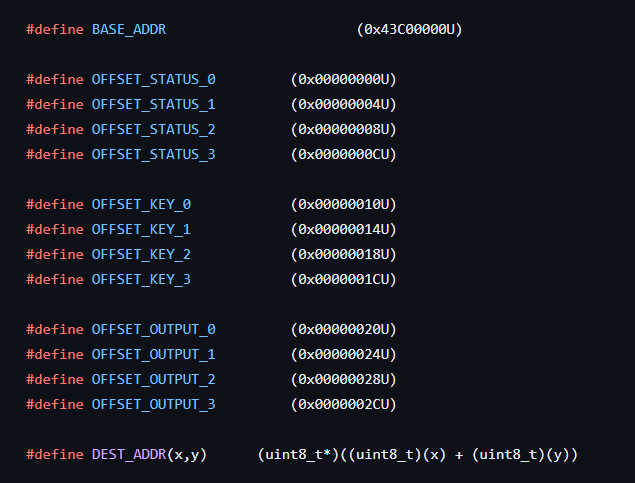 #define BASE_ADDR (0x43C00000U)
#define OFFSET_STATUS_0 (0x00000000U)
#define OFFSET_STATUS_1 (0x00000004U)
#define OFFSET_STATUS_2 (0x00000008U)
#define OFFSET_STATUS_3 (0x0000000CU)
#define OFFSET_KEY_0 (0x00000010U)
#define OFFSET_KEY_1 (0x00000014U)
#define OFFSET_KEY_2 (0x00000018U)
#define OFFSET_KEY_3 (0x0000001CU)
#define OFFSET_OUTPUT_0 (0x00000020U)
#define OFFSET_OUTPUT_1 (0x00000024U)
#define OFFSET_OUTPUT_2 (0x00000028U)
#define OFFSET_OUTPUT_3 (0x0000002CU)
#define DEST_ADDR(x,y) (uint8_t*)((uint8_t)(x) + (uint8_t)(y))